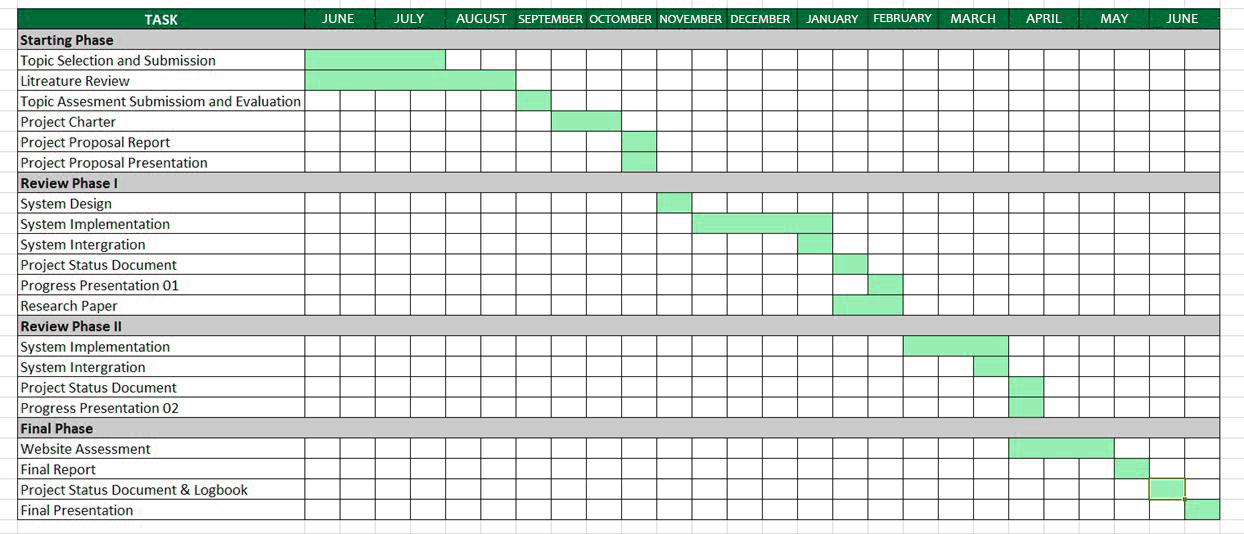 TASK JUNE JULY AUGUST SEPTEMBER OCTOMBER NOVEMBER DECEMBER JANUARY FEBRUARY MARCH APRIL MAY JUNE
Starting Phase
Topic Selection and Submission
Litreature Review
Topic Assesment Submissiom and Evaluation
Project Charter
Project Proposal Report
Project Proposal Presentation
Review Phase I
System Design
System Implementation
System Intergration
Project Status Document
Progress Presentation 01
Research Paper
Review Phase II
System Implementation
System Intergration
Project Status Document
Progress Presentation 02
Final Phase
Website Assessment
Final Report
Project Status Document & Logbook
Final Presentation